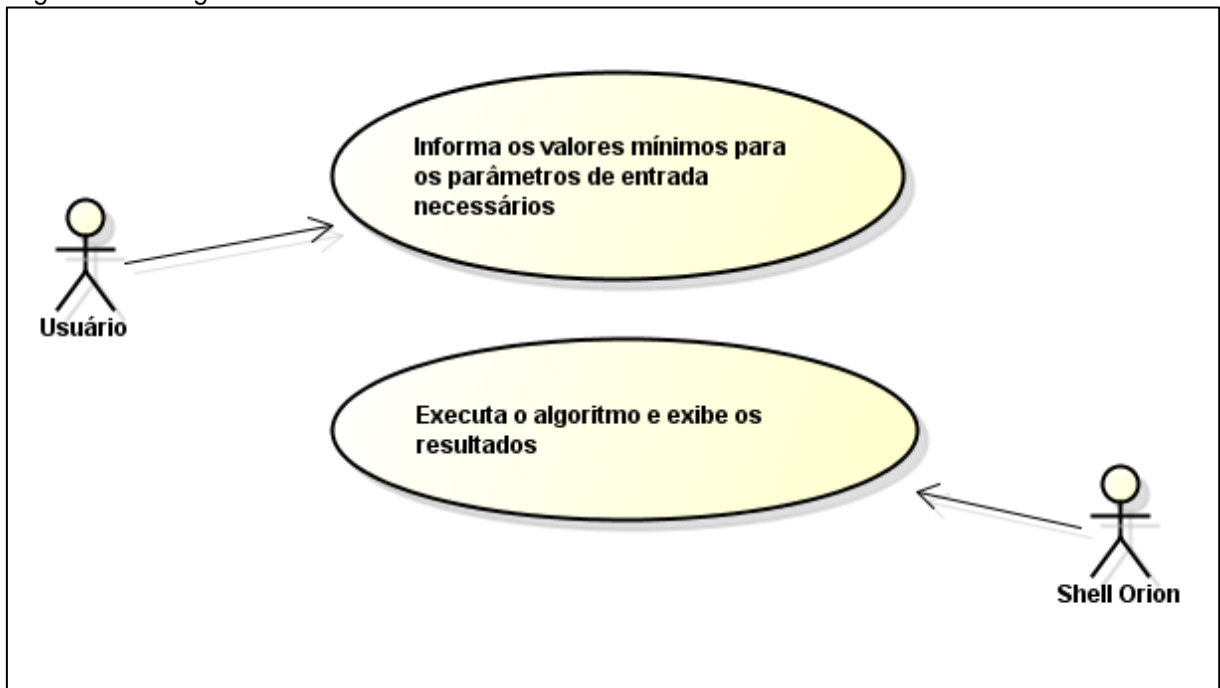 Informa os valores mínimos para
os parâmetros de entrada
necessários
Usuário
Executa o algoritmo e exibe os
resultados
Shell Orion